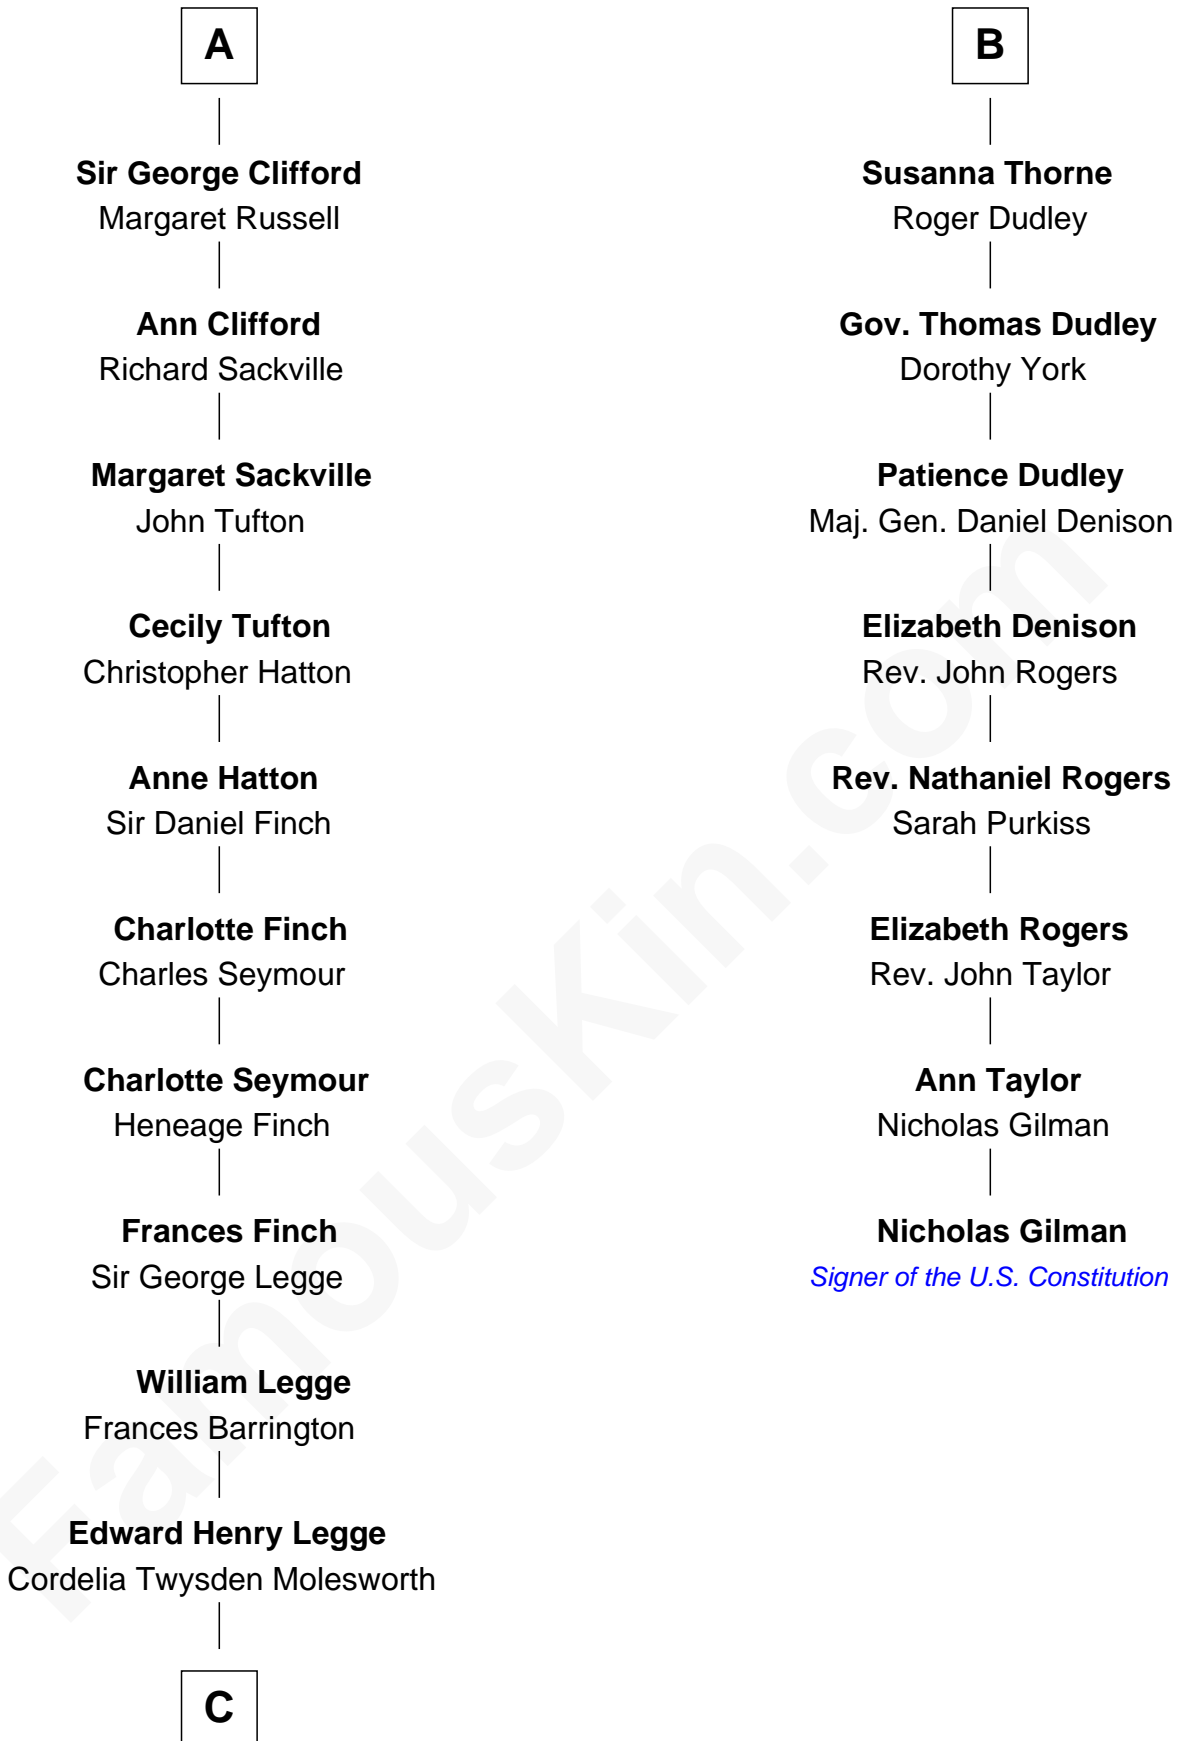 A
Sir George Clifford
Margaret Russell
Ann Clifford
Richard Sackville
Margaret Sackville
John Tufton
Cecily Tufton
Christopher Hatton
Anne Hatton
Sir Daniel Finch
Charlotte Finch
Charles Seymour
Charlotte Seymour
Heneage Finch
Frances Finch
Sir George Legge
William Legge
Frances Barrington
Edward Henry Legge
Cordelia Twysden Molesworth
C
B
Susanna Thorne
Roger Dudley
Gov. Thomas Dudley
Dorothy York
Patience Dudley
Maj. Gen. Daniel Denison
Elizabeth Denison
Rev. John Rogers
Rev. Nathaniel Rogers
Sarah Purkiss
Elizabeth Rogers
Rev. John Taylor
Ann Taylor
Nicholas Gilman
Nicholas Gilman
Signer of the U.S. Constitution
FamousKin.com